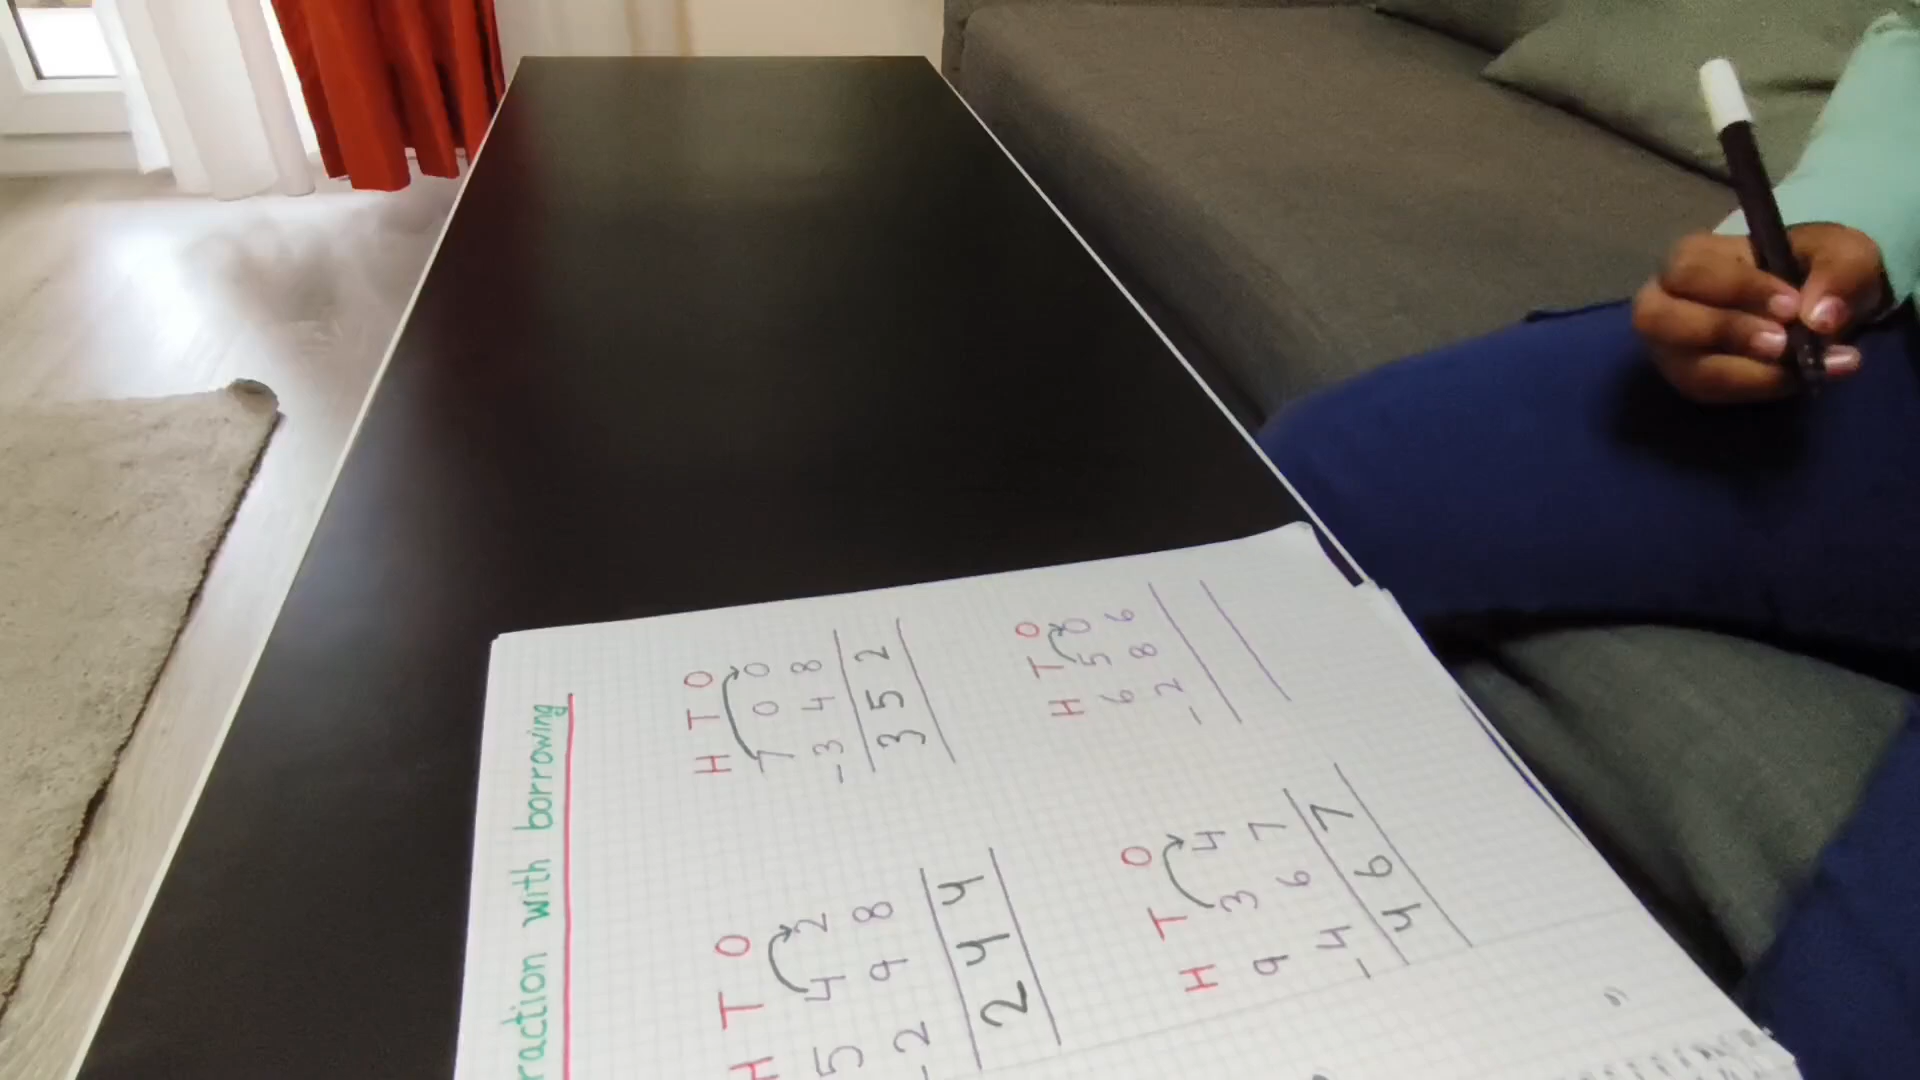 raction with borrowing
H T O
5 4 2
- 2 9 8
2 4 4
H T O
7 0 0
- 3 4 8
3 5 2
H T O
9 3 4
- 4 6 7
4 6 7
H T O
6 5 0
- 2 8 6